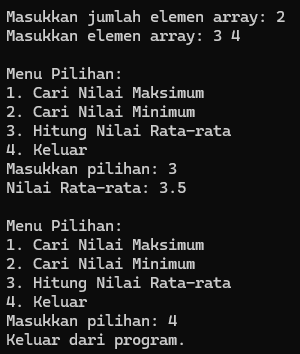 Masukkan jumlah elemen array: 2
Masukkan elemen array: 3 4
Menu Pilihan:
1. Cari Nilai Maksimum
2. Cari Nilai Minimum
3. Hitung Nilai Rata-rata
4. Keluar
Masukkan pilihan: 3
Nilai Rata-rata: 3.5
Menu Pilihan:
1. Cari Nilai Maksimum
2. Cari Nilai Minimum
3. Hitung Nilai Rata-rata
4. Keluar
Masukkan pilihan: 4
Keluar dari program.